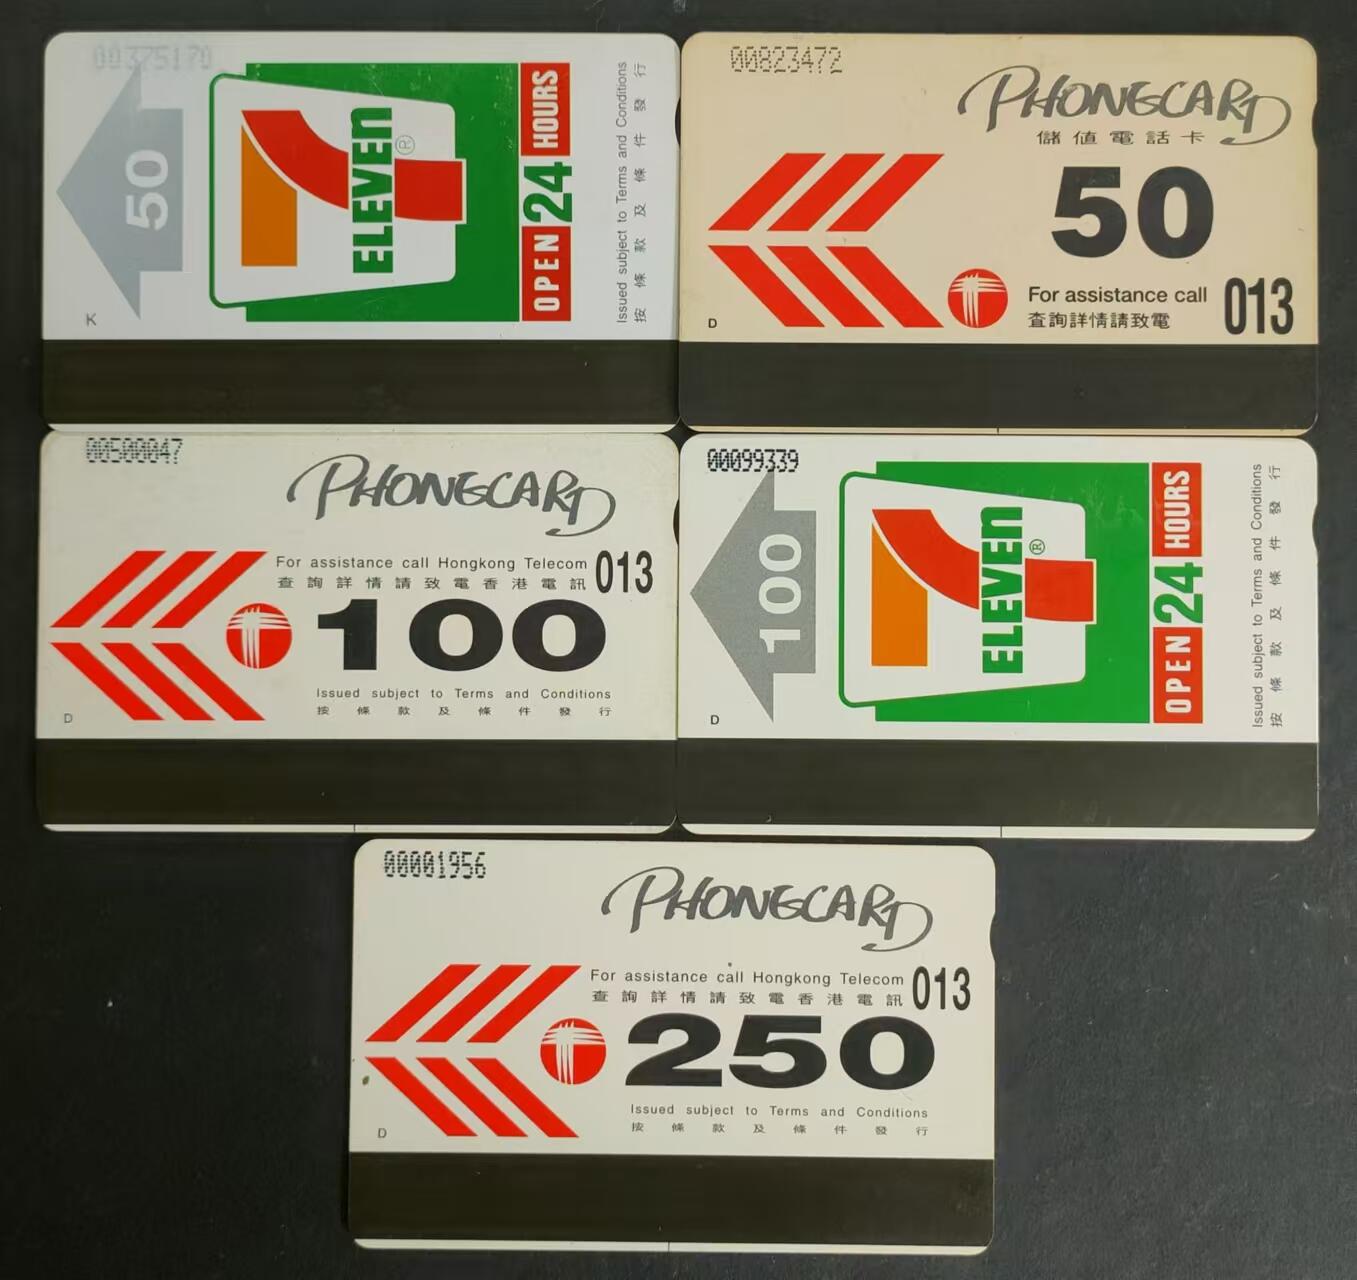 00375170
50
ELEVEN
®
OPEN 24 HOURS
Issued subject to Terms and Conditions
按條款及條件發行
K
00823472
PHONECARD
儲值電話卡
50
For assistance call
查詢詳情請致電
013
D
00500047
PHONECARD
For assistance call Hongkong Telecom
查詢詳情請致電香港電訊
013
100
Issued subject to Terms and Conditions
按條款及條件發行
D
00099339
100
ELEVEN
®
OPEN 24 HOURS
Issued subject to Terms and Conditions
按條款及條件發行
D
00001956
PHONECARD
For assistance call Hongkong Telecom
查詢詳情請致電香港電訊
013
250
Issued subject to Terms and Conditions
按條款及條件發行
D